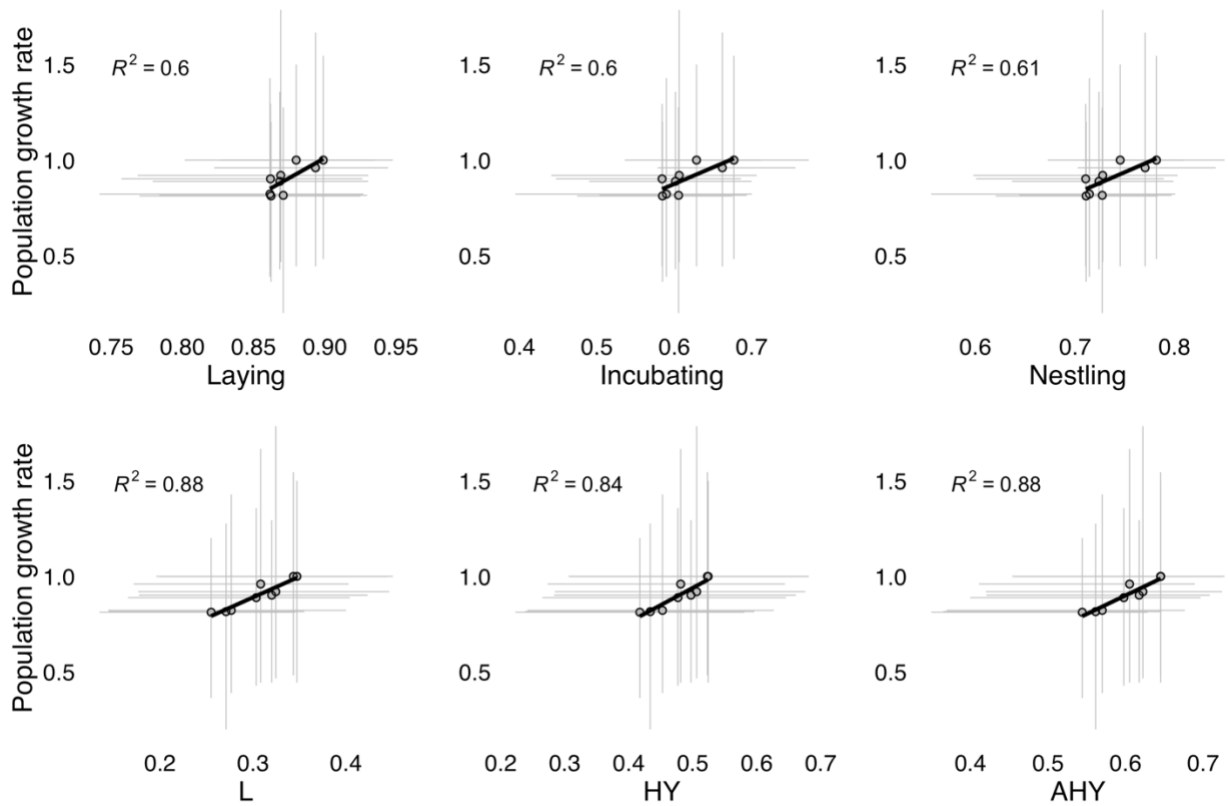 Population growth rate
1.5
1.0
0.5
R² = 0.6
0.75 0.80 0.85 0.90 0.95
Laying
R² = 0.6
1.5
1.0
0.5
0.4 0.5 0.6 0.7
Incubating
R² = 0.61
1.5
1.0
0.5
0.6 0.7 0.8
Nestling
Population growth rate
1.5
1.0
0.5
R² = 0.88
0.2 0.3 0.4
L
R² = 0.84
1.5
1.0
0.5
0.2 0.3 0.4 0.5 0.6 0.7
HY
R² = 0.88
1.5
1.0
0.5
0.4 0.5 0.6 0.7
AHY